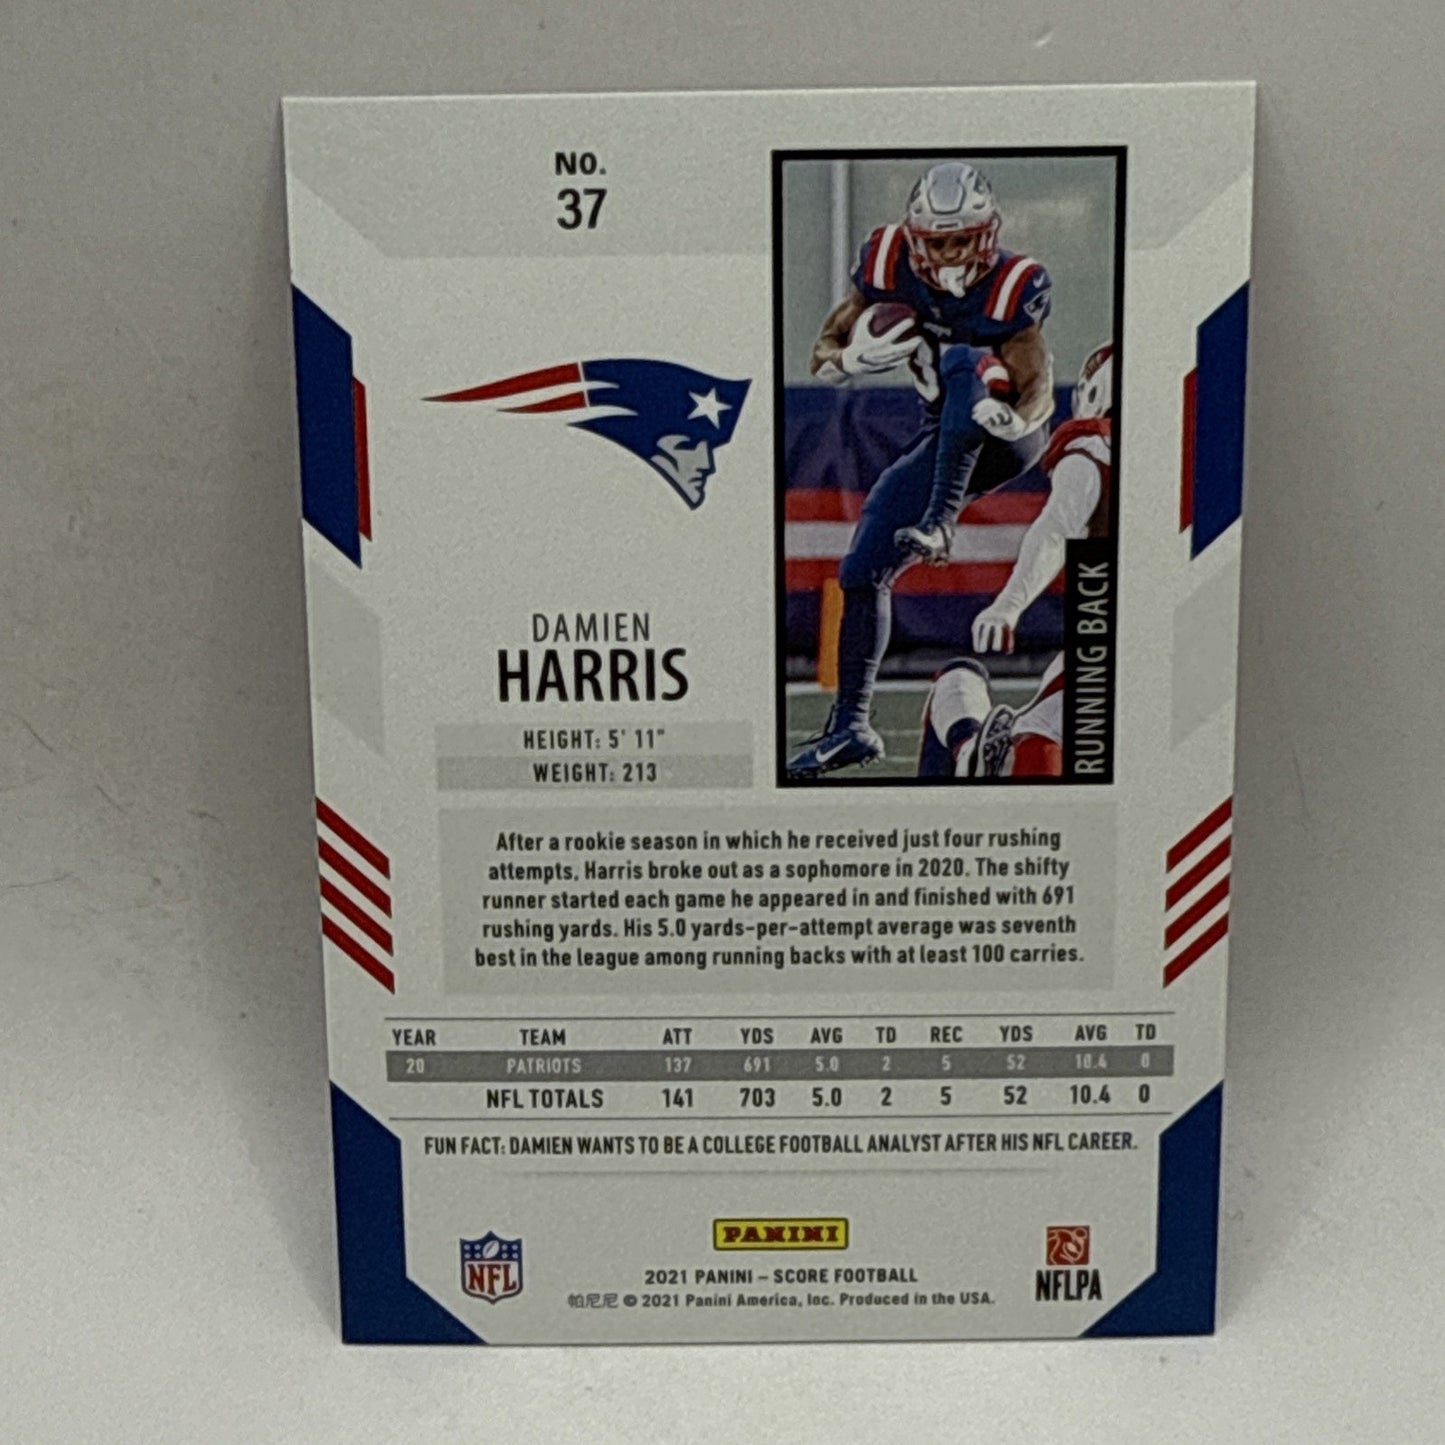 NO.
37
DAMIEN
HARRIS
HEIGHT: 5' 11"
WEIGHT: 213
RUNNING BACK
After a rookie season in which he received just four rushing
attempts, Harris broke out as a sophomore in 2020. The shifty
runner started each game he appeared in and finished with 691
rushing yards. His 5.0 yards-per-attempt average was seventh
best in the league among running backs with at least 100 carries.
YEAR TEAM ATT YDS AVG TD REC YDS AVG TD
20 PATRIOTS 137 691 5.0 2 5 52 10.4 0
NFL TOTALS 141 703 5.0 2 5 52 10.4 0
FUN FACT: DAMIEN WANTS TO BE A COLLEGE FOOTBALL ANALYST AFTER HIS NFL CAREER.
PANINI
NFL
2021 PANINI – SCORE FOOTBALL
帕尼尼 © 2021 Panini America, Inc. Produced in the USA.
NFLPA